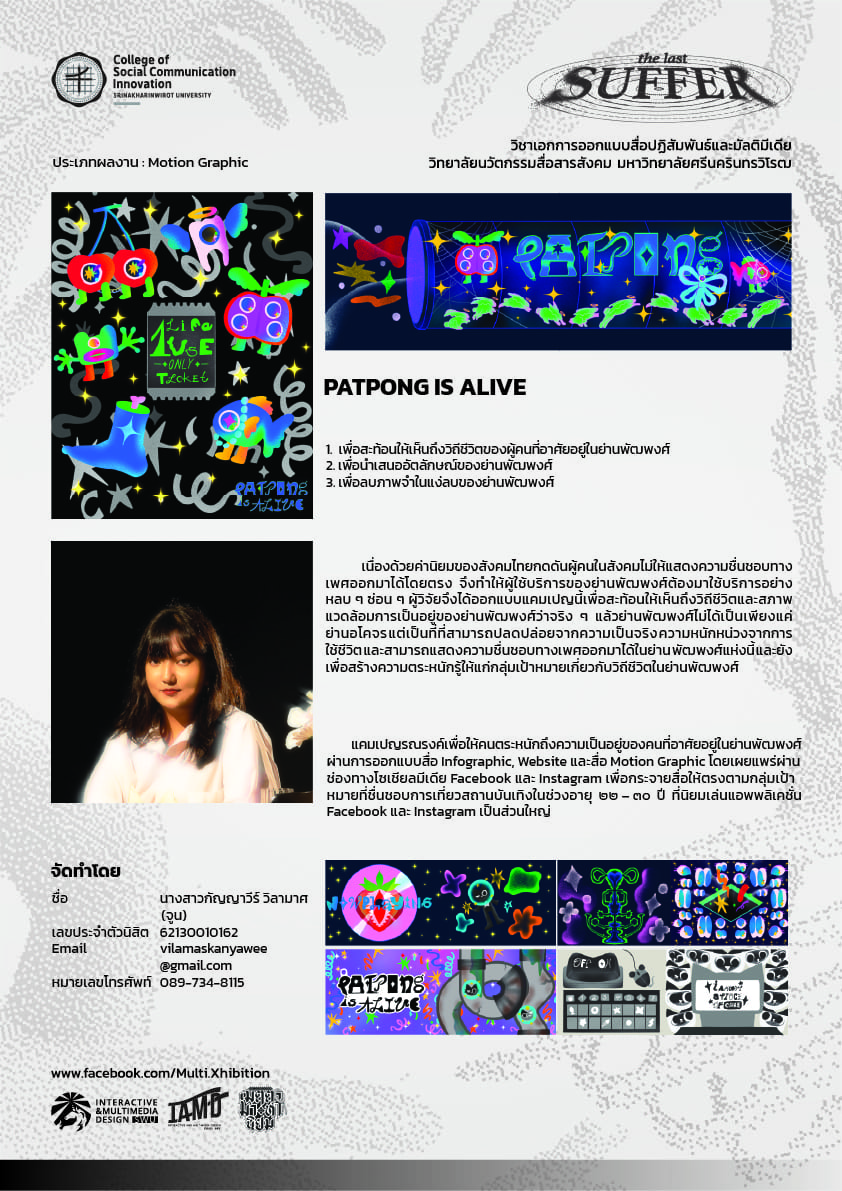 College of
Social Communication
Innovation
SRINAKHARINWIROT UNIVERSITY
the last
SUFFER
วิชาเอกการออกแบบสื่อปฏิสัมพันธ์และมัลติมีเดีย
วิทยาลัยนวัตกรรมสื่อสารสังคม มหาวิทยาลัยศรีนครินทรวิโรฒ
ประเภทผลงาน : Motion Graphic
1 Life
Use
ONLY
Ticket
PATPONG
is ALIVE
PATPONG
PATPONG IS ALIVE
1. เพื่อสะท้อนให้เห็นถึงวิถีชีวิตของผู้คนที่อาศัยอยู่ในย่านพัฒพงศ์
2. เพื่อนำเสนออัตลักษณ์ของย่านพัฒพงศ์
3. เพื่อลบภาพจำในแง่ลบของย่านพัฒพงศ์
เนื่องด้วยค่านิยมของสังคมไทยกดดันผู้คนในสังคมไม่ให้แสดงความชื่นชอบทาง
เพศออกมาได้โดยตรง จึงทำให้ผู้ใช้บริการของย่านพัฒพงศ์ต้องมาใช้บริการอย่าง
หลบ ๆ ซ่อน ๆ ผู้วิจัยจึงได้ออกแบบแคมเปญนี้เพื่อสะท้อนให้เห็นถึงวิถีชีวิตและสภาพ
แวดล้อมการเป็นอยู่ของย่านพัฒพงศ์ว่าจริง ๆ แล้วย่านพัฒพงศ์ไม่ได้เป็นเพียงแค่
ย่านอโคจรแต่เป็นที่ที่สามารถปลดปล่อยจากความเป็นจริงความหนักหน่วงจากการ
ใช้ชีวิตและสามารถแสดงความชื่นชอบทางเพศออกมาได้ในย่านพัฒพงศ์แห่งนี้และยัง
เพื่อสร้างความตระหนักรู้ให้แก่กลุ่มเป้าหมายเกี่ยวกับวิถีชีวิตในย่านพัฒพงศ์
แคมเปญรณรงค์เพื่อให้คนตระหนักถึงความเป็นอยู่ของคนที่อาศัยอยู่ในย่านพัฒพงศ์
ผ่านการออกแบบสื่อ Infographic, Website และสื่อ Motion Graphic โดยเผยแพร่ผ่าน
ช่องทางโซเชียลมีเดีย Facebook และ Instagram เพื่อกระจายสื่อให้ตรงตามกลุ่มเป้า
หมายที่ชื่นชอบการเที่ยวสถานบันเทิงในช่วงอายุ ๒๒ – ๓๐ ปี ที่นิยมเล่นแอพพลิเคชั่น
Facebook และ Instagram เป็นส่วนใหญ่
จัดทำโดย
ชื่อ นางสาวกัญญาวีร์ วิลามาศ
(จูน)
เลขประจำตัวนิสิต 62130010162
Email vilamaskanyawee
@gmail.com
หมายเลขโทรศัพท์ 089-734-8115
PATPONG
is ALIVE
www.facebook.com/Multi.Xhibition
INTERACTIVE
&MULTIMEDIA
DESIGN SWU
IAMD